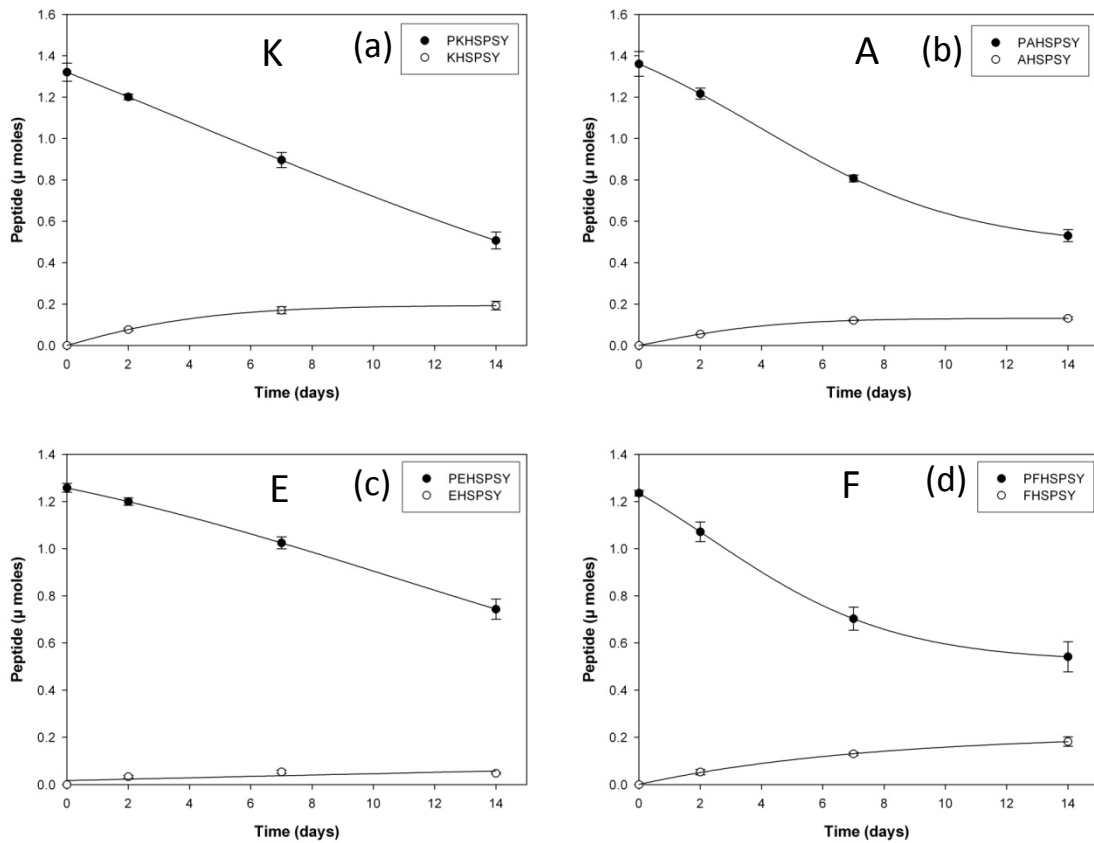 K
(a)
PKHSPSY
KHSPSY
Peptide (µ moles)
1.6
1.4
1.2
1.0
0.8
0.6
0.4
0.2
0.0
0 2 4 6 8 10 12 14
Time (days)
A
(b)
PAHSPSY
AHSPSY
Peptide (µ moles)
1.6
1.4
1.2
1.0
0.8
0.6
0.4
0.2
0.0
0 2 4 6 8 10 12 14
Time (days)
E
(c)
PEHSPSY
EHSPSY
Peptide (µ moles)
1.4
1.2
1.0
0.8
0.6
0.4
0.2
0.0
0 2 4 6 8 10 12 14
Time (days)
F
(d)
PFHSPSY
FHSPSY
Peptide (µ moles)
1.4
1.2
1.0
0.8
0.6
0.4
0.2
0.0
0 2 4 6 8 10 12 14
Time (days)